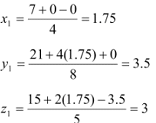 x₁ = (7 + 0 − 0)/4 = 1.75
y₁ = (21 + 4(1.75) + 0)/8 = 3.5
z₁ = (15 + 2(1.75) − 3.5)/5 = 3